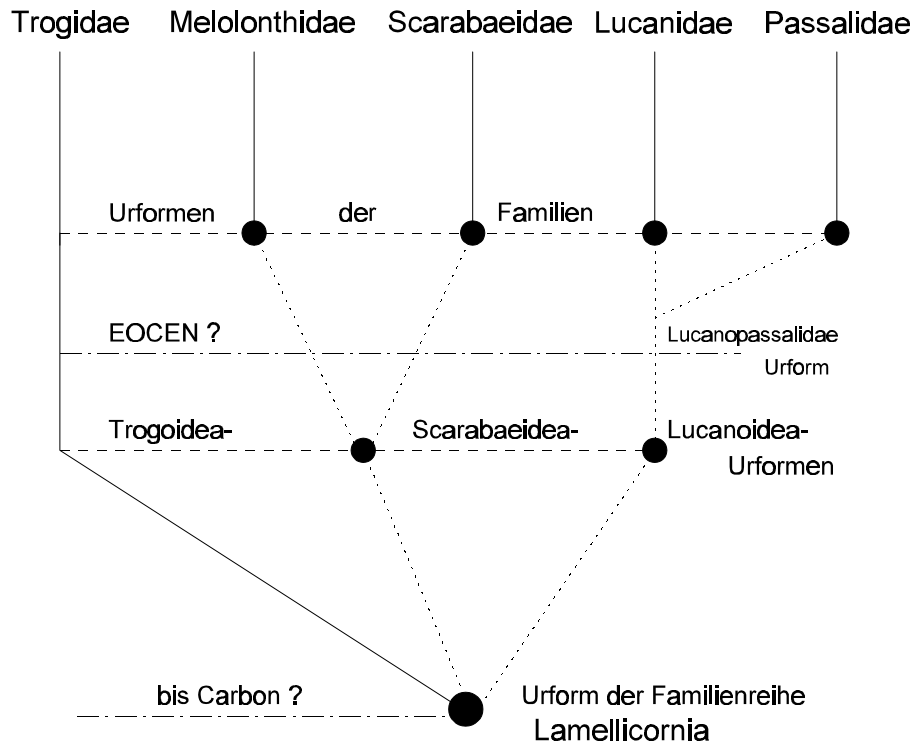 Trogidae Melolonthidae Scarabaeidae Lucanidae Passalidae
Urformen der Familien
EOCEN ?
Lucanopassalidae
Urform
Trogoidea- Scarabaeidea- Lucanoidea-
Urformen
bis Carbon ?
Urform der Familienreihe
Lamellicornia